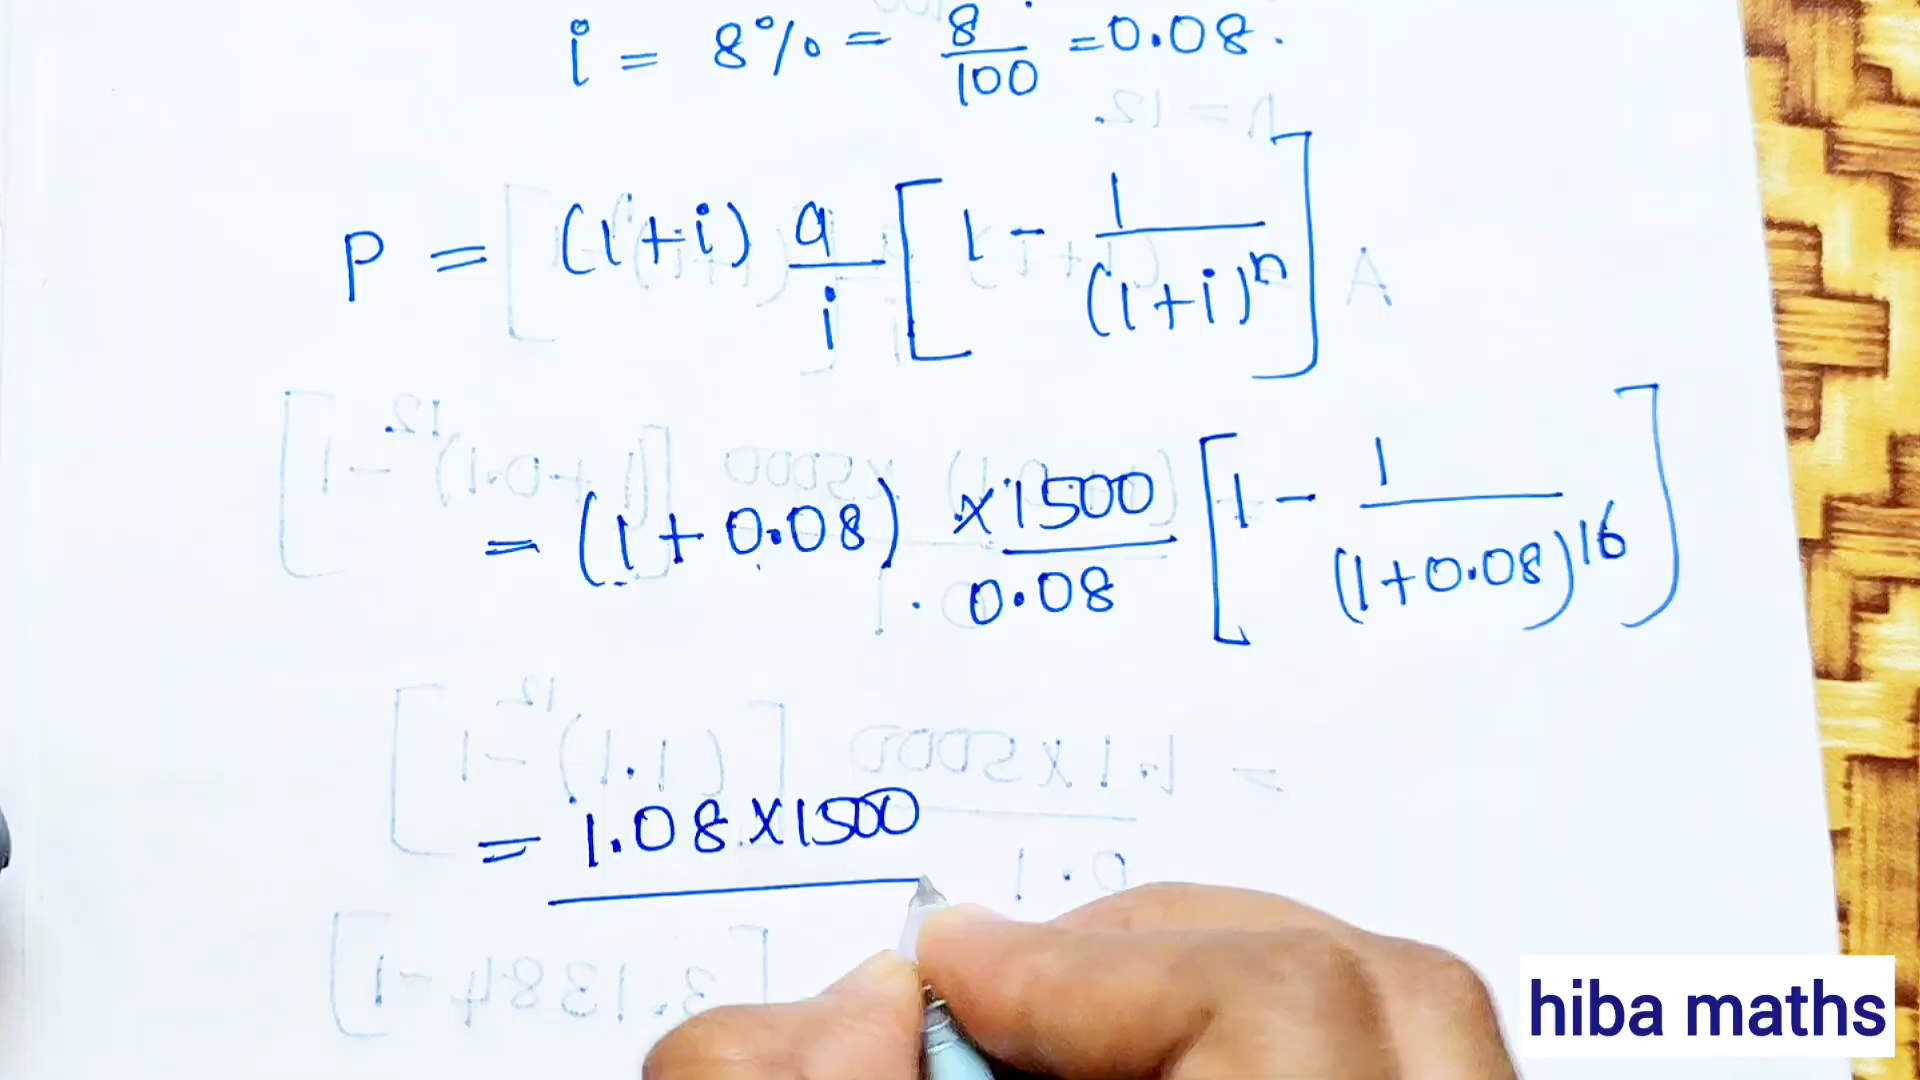 i = 8% = 8/100 = 0.08.
P = (1+i) a/i [1 - 1/(1+i)^n]
= (1+0.08) × 1500/0.08 [1 - 1/(1+0.08)^16]
= 1.08 × 1500
hiba maths